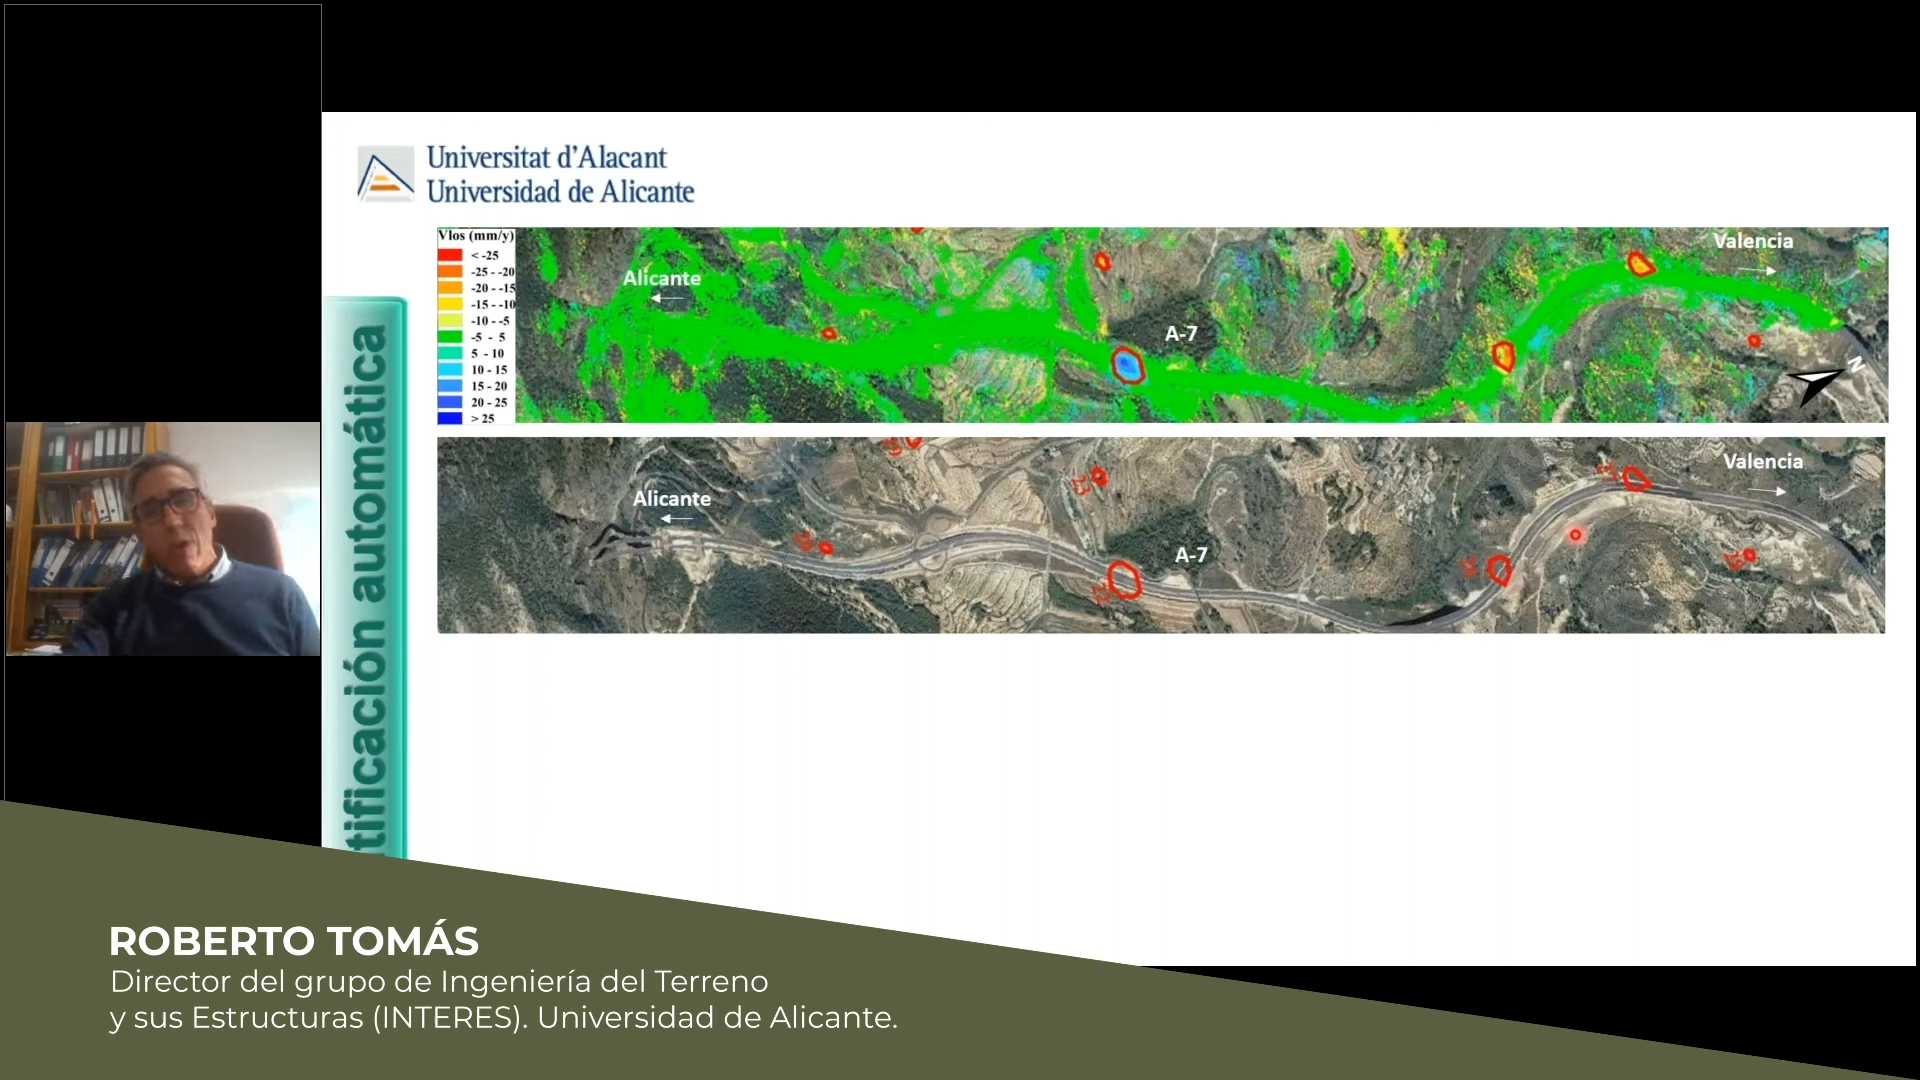 Universitat d'Alacant
Universidad de Alicante
Vlos (mm/y)
< -25
-25 - -20
-20 - -15
-15 - -10
-10 - -5
-5 - 5
5 - 10
10 - 15
15 - 20
20 - 25
> 25
Alicante
A-7
Valencia
N
Alicante
A-7
Valencia
tificación automática
ROBERTO TOMÁS
Director del grupo de Ingeniería del Terreno
y sus Estructuras (INTERES). Universidad de Alicante.